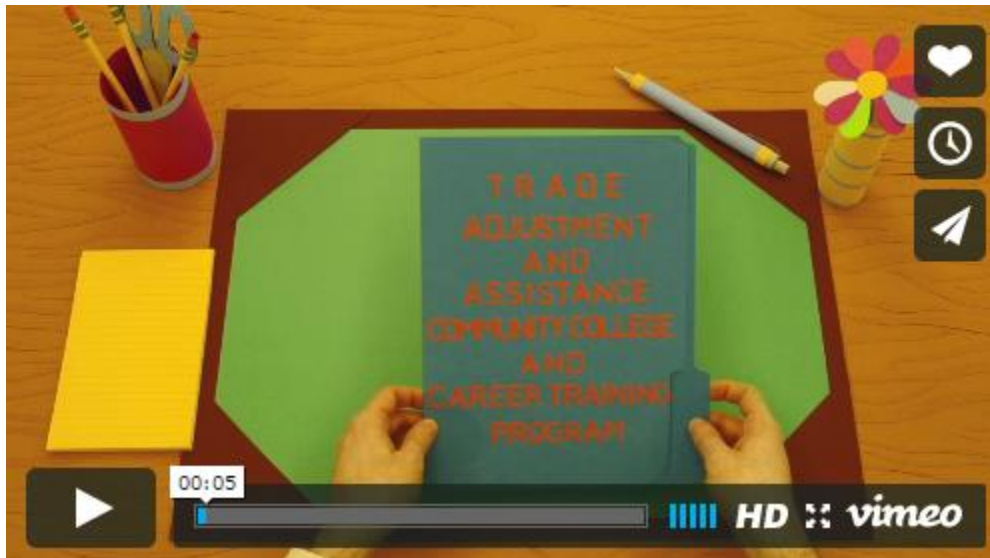 TRADE
ADJUSTMENT
AND
ASSISTANCE
COMMUNITY COLLEGE
AND
CAREER TRAINING
PROGRAM
00:05
HD vimeo